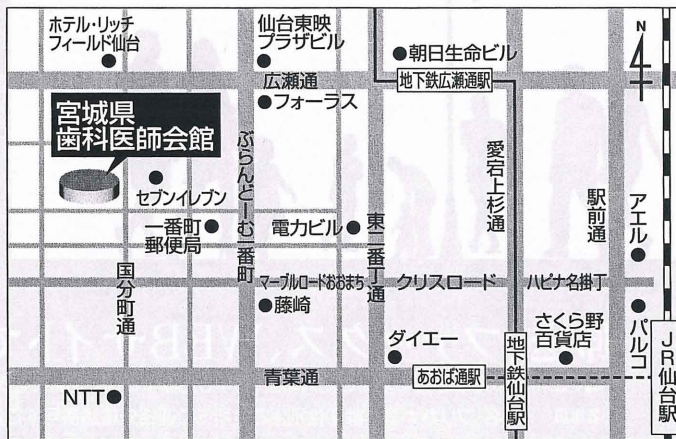 ホテル・リッチ
フィールド仙台
仙台東映
プラザビル
朝日生命ビル
N
広瀬通
地下鉄広瀬通駅
フォーラス
宮城県
歯科医師会館
セブンイレブン
一番町
郵便局
国分町通
ぶらんどーむ一番町
電力ビル
東一番丁通
愛宕上杉通
駅前通
アエル
マーブルロードおおまち
クリスロード
ハピナ名掛丁
藤崎
ダイエー
さくら野
百貨店
パルコ
青葉通
あおば通駅
地下鉄仙台駅
JR仙台駅
NTT